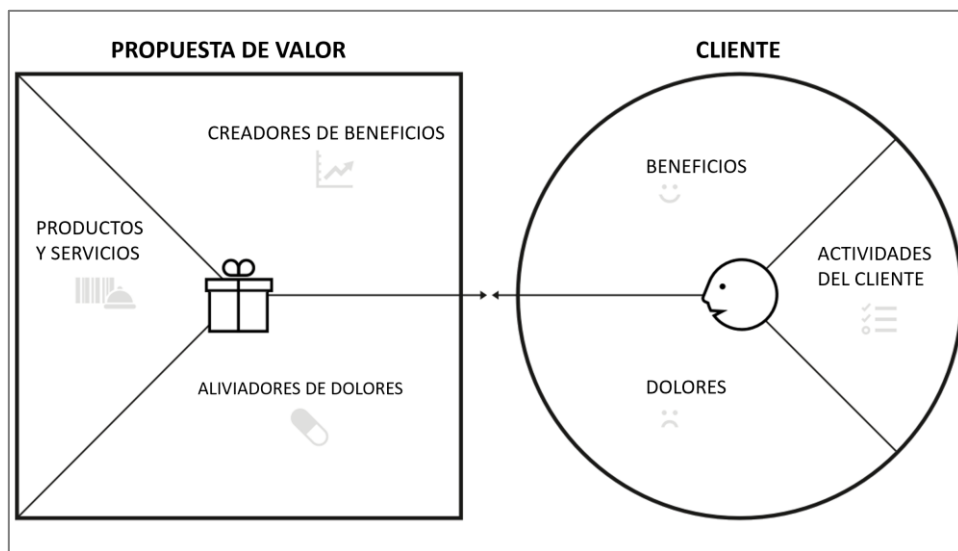 PROPUESTA DE VALOR
CREADORES DE BENEFICIOS
PRODUCTOS
Y SERVICIOS
ALIVIADORES DE DOLORES
CLIENTE
BENEFICIOS
ACTIVIDADES
DEL CLIENTE
DOLORES